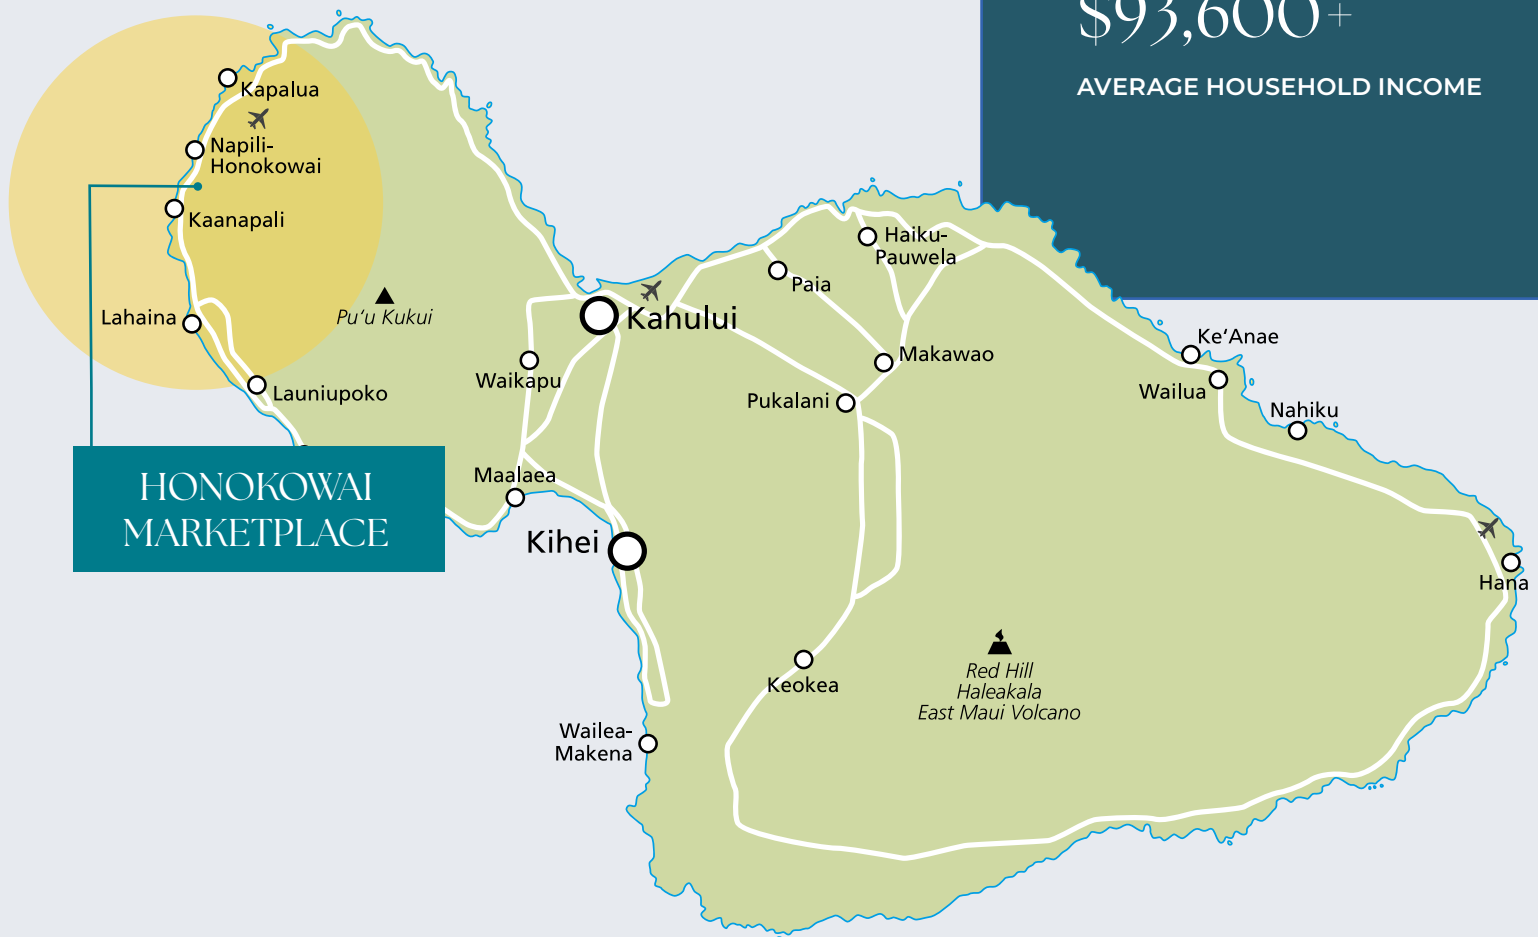 $93,600+
AVERAGE HOUSEHOLD INCOME
Kapalua
Napili-
Honokowai
Kaanapali
Lahaina
Pu‘u Kukui
Launiupoko
HONOKOWAI
MARKETPLACE
Kahului
Waikapu
Maalaea
Kihei
Wailea-
Makena
Paia
Haiku-
Pauwela
Makawao
Pukalani
Keokea
Red Hill
Haleakala
East Maui Volcano
Ke‘Anae
Wailua
Nahiku
Hana